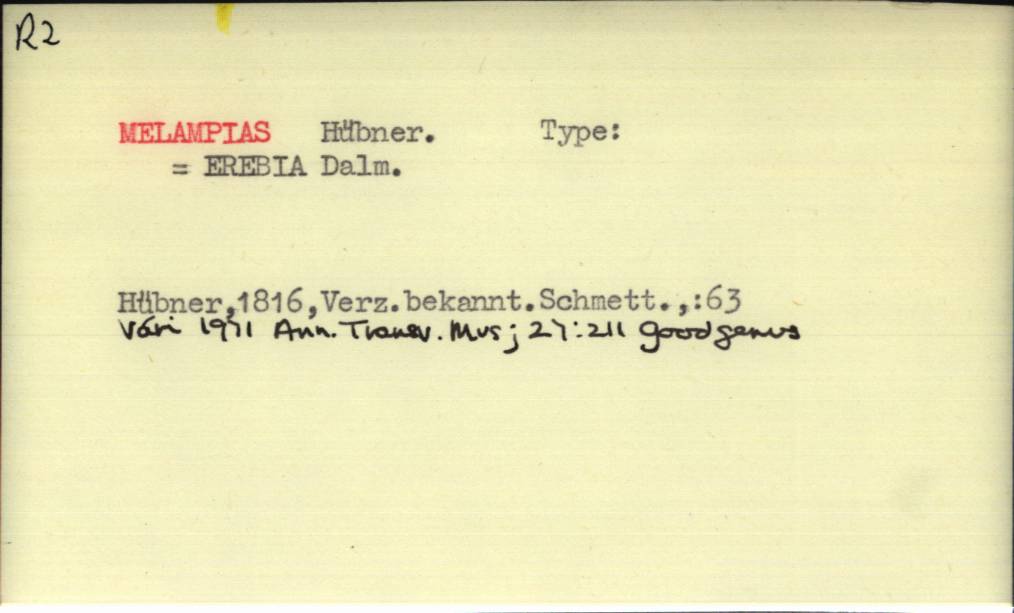 R2
MELAMPIAS Hübner. Type:
= EREBIA Dalm.
Hübner,1816,Verz.bekannt.Schmett.,:63
Vári 1971 Ann. Transv. Mus; 27:211 good genus